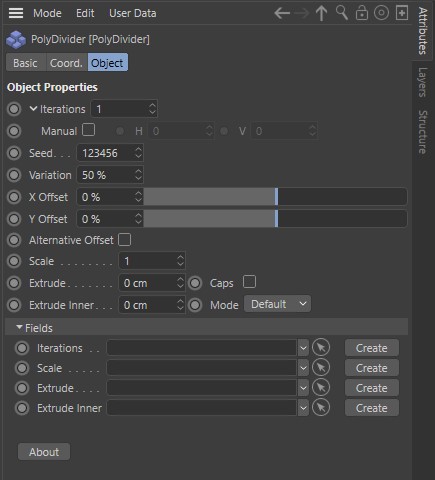 Mode Edit User Data
PolyDivider [PolyDivider]
Basic Coord. Object
Object Properties
Iterations 1
Manual H 0 V 0
Seed. . . 123456
Variation 50 %
X Offset 0 %
Y Offset 0 %
Alternative Offset
Scale . . . . . . . . 1
Extrude. . . . . . 0 cm Caps
Extrude Inner. . 0 cm Mode Default
Fields
Iterations . . Create
Scale . . . . . Create
Extrude. . . . Create
Extrude Inner Create
About
Attributes
Layers
Structure